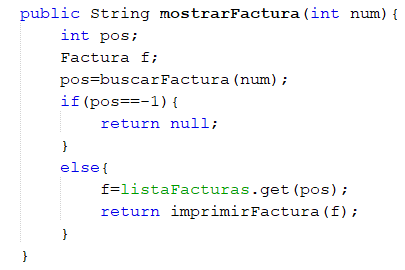 public String mostrarFactura(int num){
    int pos;
    Factura f;
    pos=buscarFactura(num);
    if(pos==-1){
        return null;
    }
    else{
        f=listaFacturas.get(pos);
        return imprimirFactura(f);
    }
}